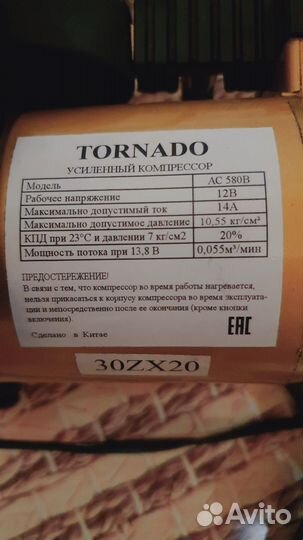 TORNADO
УСИЛЕННЫЙ КОМПРЕССОР
Модель АС 580В
Рабочее напряжение 12В
Максимально допустимый ток 14А
Максимально допустимое давление 10,55 кг/см²
КПД при 23°С и давлении 7 кг/см2 20%
Мощность потока при 13,8 В 0,055м³/мин
ПРЕДОСТЕРЕЖЕНИЕ!
В связи с тем, что компрессор во время работы нагревается,
нельзя прикасаться к корпусу компрессора во время эксплуата-
ции и непосредственно после ее окончания (кроме кнопки
включения).
Сделано в Китае
ЕАС
30ZX20
Avito